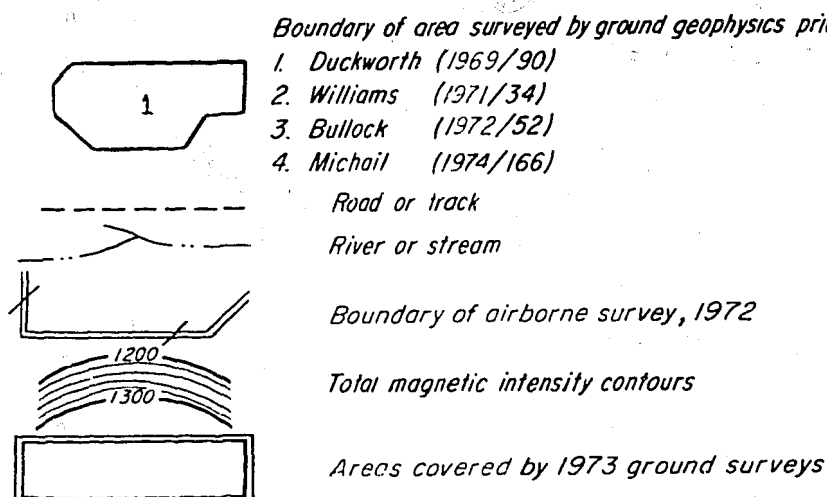 Boundary of area surveyed by ground geophysics
1. Duckworth (1969/90)
1
2. Williams (1971/34)
3. Bullock (1972/52)
4. Michail (1974/166)
Road or track
River or stream
Boundary of airborne survey, 1972
1200
Total magnetic intensity contours
1300
Areas covered by 1973 ground surveys